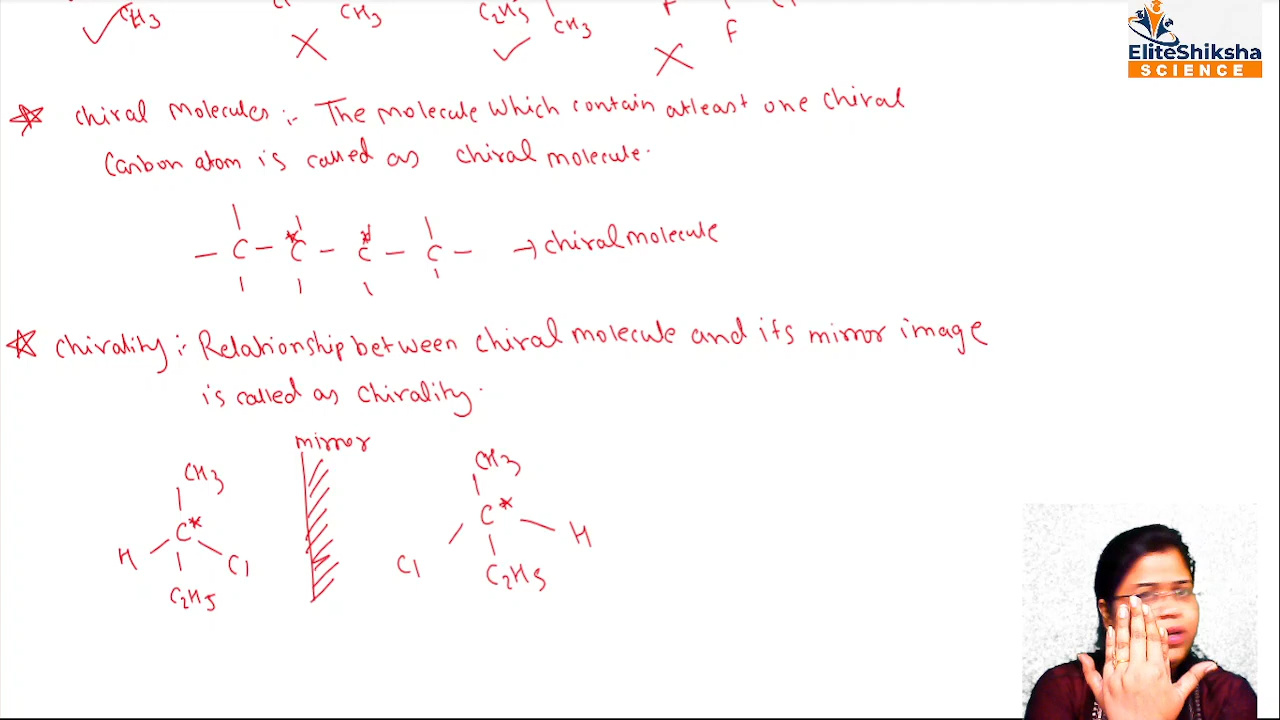 CH3 CH3 C2H5 CH3 F
EliteShiksha
SCIENCE
chiral molecules :- The molecule which contain atleast one chiral
carbon atom is called as chiral molecule.
C - C* - C* - C - → chiral molecule
chirality :- Relationship between chiral molecule and its mirror image
is called as chirality.
mirror
CH3 CH3
C* C*
H Cl Cl H
C2H5 C2H5